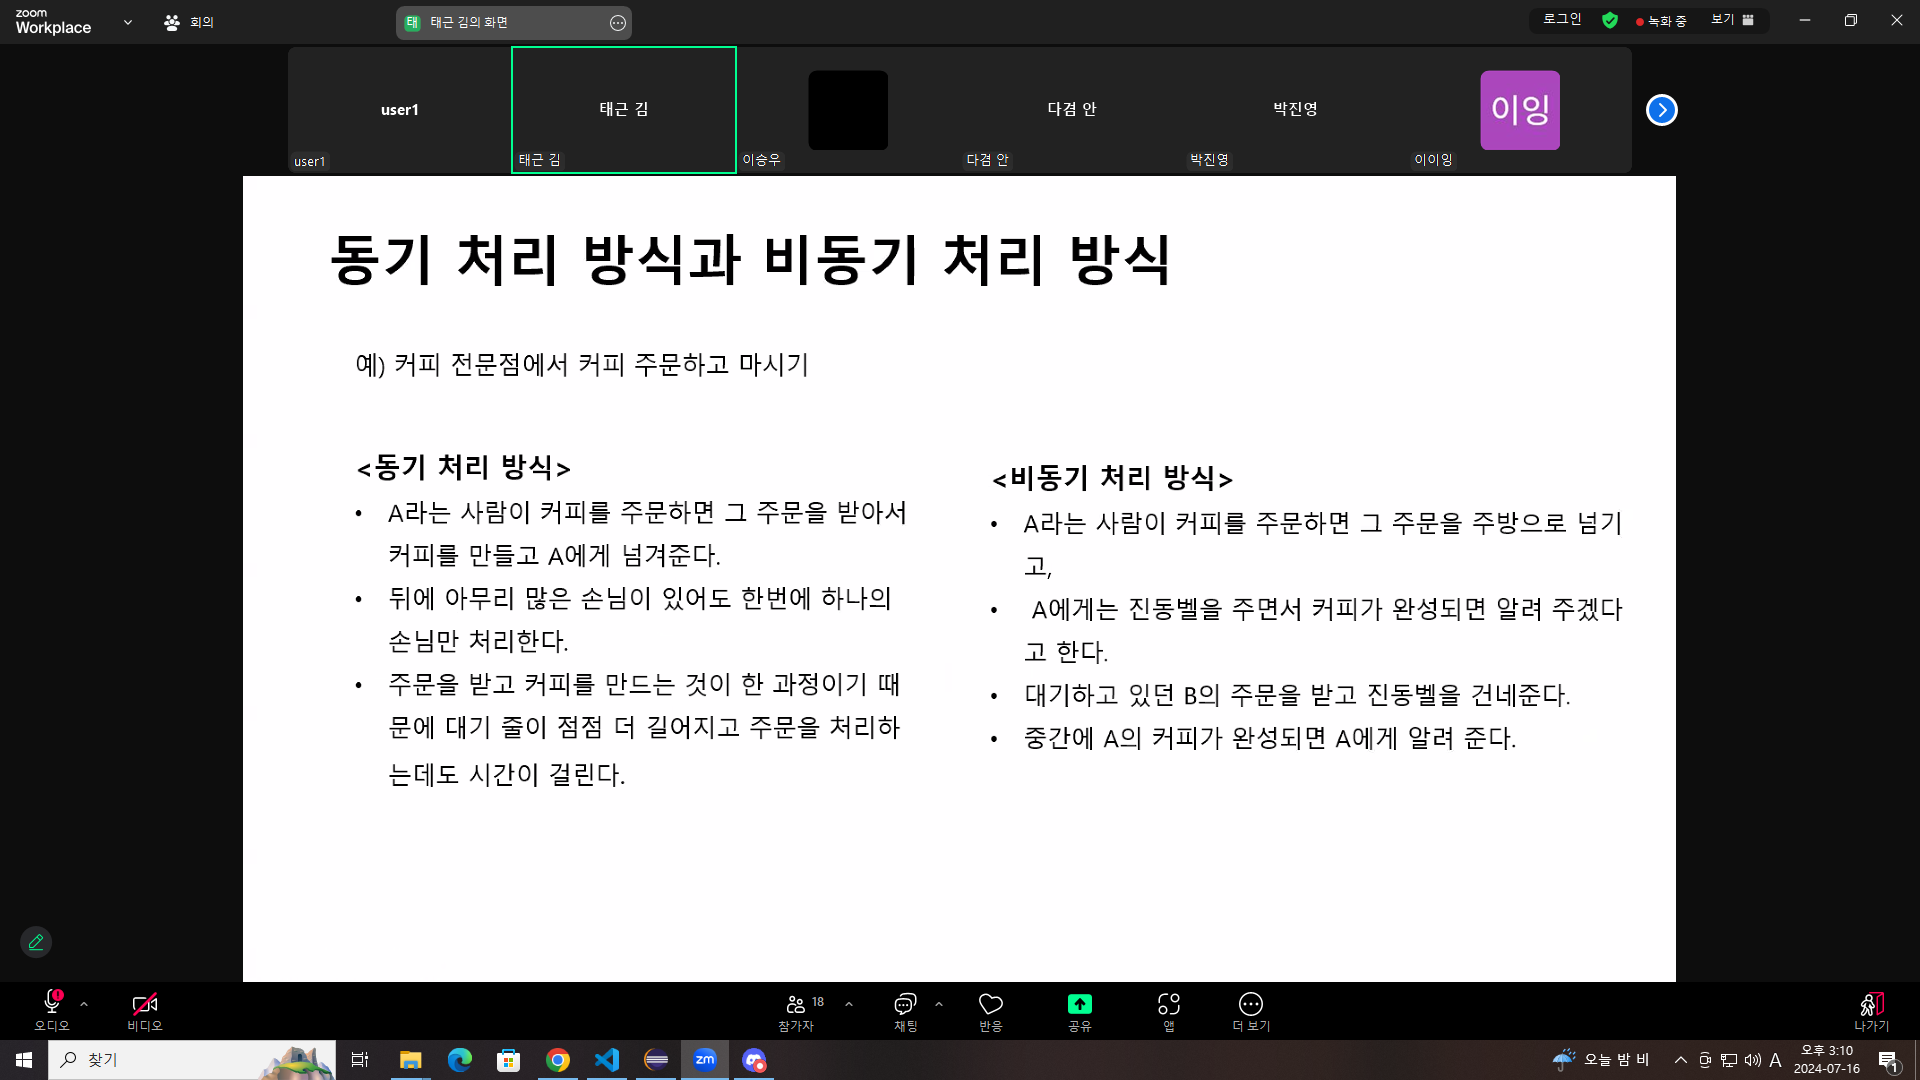 zoom
Workplace
회의
태 태근 김의 화면
로그인
녹화 중
보기
user1
태근 김
다겸 안
박진영
이잉
user1
태근 김
이승우
다겸 안
박진영
이이잉
동기 처리 방식과 비동기 처리 방식
예) 커피 전문점에서 커피 주문하고 마시기
<동기 처리 방식>
• A라는 사람이 커피를 주문하면 그 주문을 받아서
커피를 만들고 A에게 넘겨준다.
• 뒤에 아무리 많은 손님이 있어도 한번에 하나의
손님만 처리한다.
• 주문을 받고 커피를 만드는 것이 한 과정이기 때
문에 대기 줄이 점점 더 길어지고 주문을 처리하
는데도 시간이 걸린다.
<비동기 처리 방식>
• A라는 사람이 커피를 주문하면 그 주문을 주방으로 넘기
고,
• A에게는 진동벨을 주면서 커피가 완성되면 알려 주겠다
고 한다.
• 대기하고 있던 B의 주문을 받고 진동벨을 건네준다.
• 중간에 A의 커피가 완성되면 A에게 알려 준다.
오디오
비디오
18
참가자
채팅
반응
공유
앱
더 보기
나가기
찾기
zm
오늘 밤 비
A
오후 3:10
2024-07-16
1